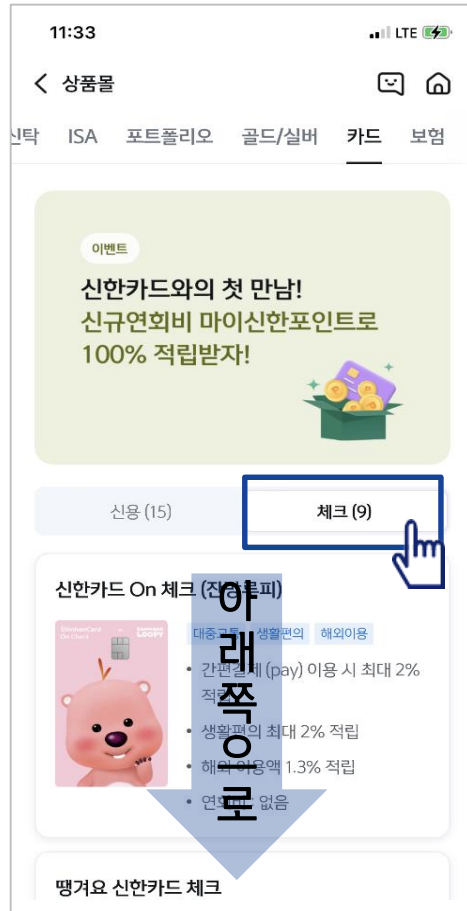 11:33
LTE
상품몰
신탁 ISA 포트폴리오 골드/실버 카드 보험
이벤트
신한카드와의 첫 만남!
신규연회비 마이신한포인트로
100% 적립받자!
신용 (15)
체크 (9)
신한카드 On 체크 (잔망루피)
LOOPY
대중교통 생활편의 해외이용
• 간편결제 (pay) 이용 시 최대 2%
적립
• 생활편의 최대 2% 적립
• 해외 이용액 1.3% 적립
• 연회비 : 없음
아래쪽으로
땡겨요 신한카드 체크